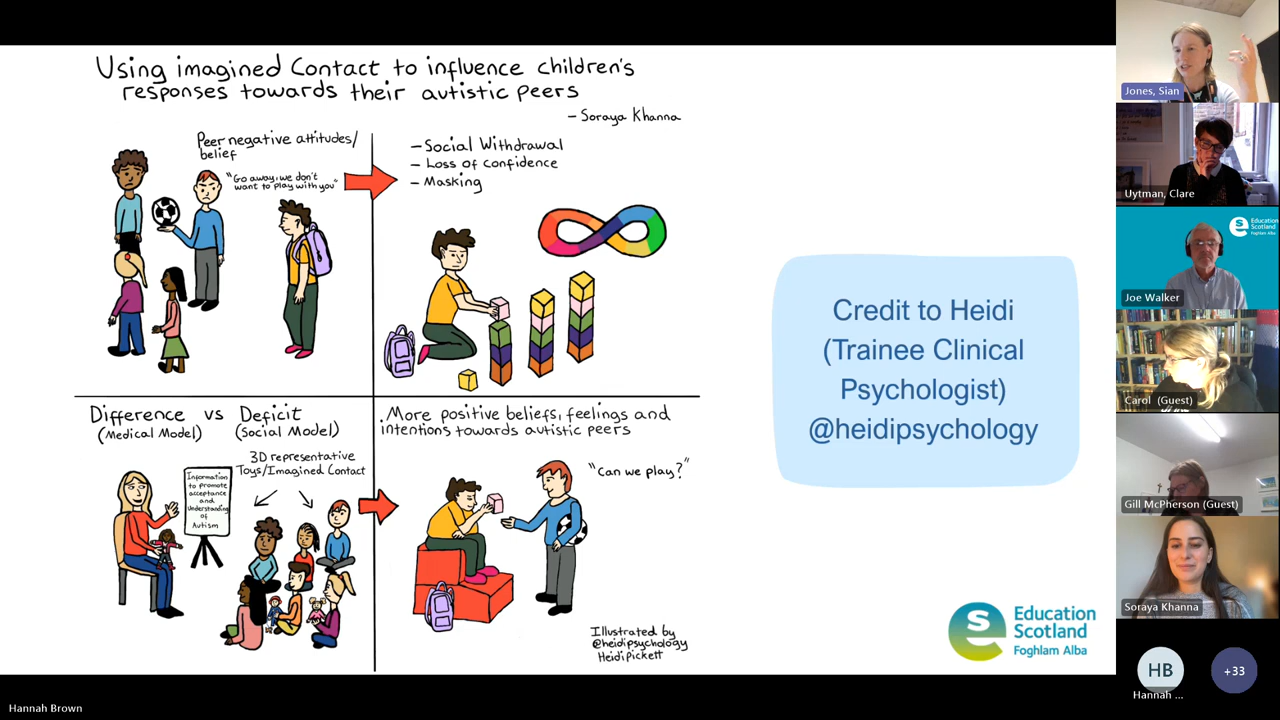 Using imagined Contact to influence children's
responses towards their autistic peers
- Soraya Khanna
Peer negative attitudes/
belief
"Go away, we don't
want to play with you"
- Social Withdrawal
- Loss of confidence
- Masking
Difference vs Deficit
(Medical Model) (Social Model)
3D representative
Toys/Imagined Contact
Information
to promote
acceptance
and
Understanding
of
Autism
More positive beliefs, feelings and
intentions towards autistic peers
"Can we play?"
Illustrated by
@heidipsychology
Heidi Pickett
Credit to Heidi
(Trainee Clinical
Psychologist)
@heidipsychology
Education
Scotland
Foghlam Alba
Jones, Sian
Uytman, Clare
Education
Scotland
Foghlam Alba
Joe Walker
Carol (Guest)
Gill McPherson (Guest)
Soraya Khanna
HB
+33
Hannah ...
Hannah Brown